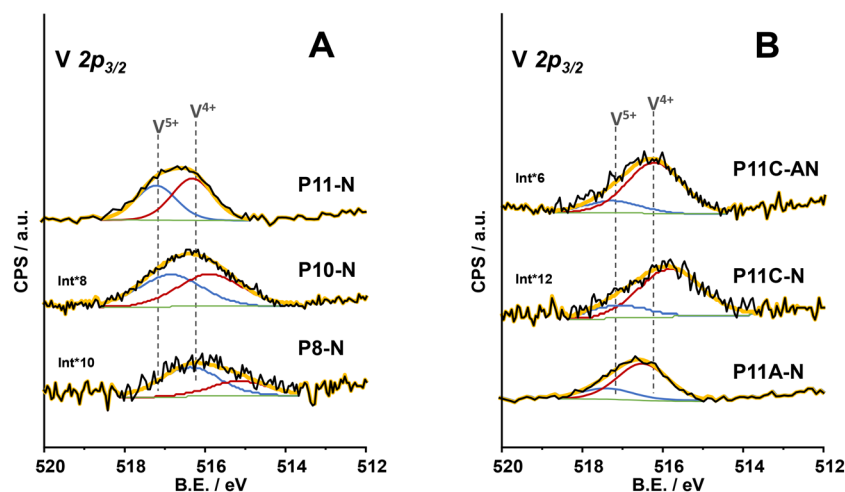 A
V 2p3/2
V5+
V4+
P11-N
Int*8
P10-N
Int*10
P8-N
CPS / a.u.
520 518 516 514 512
B.E. / eV
B
V 2p3/2
V5+
V4+
Int*6
P11C-AN
Int*12
P11C-N
P11A-N
CPS / a.u.
520 518 516 514 512
B.E. / eV